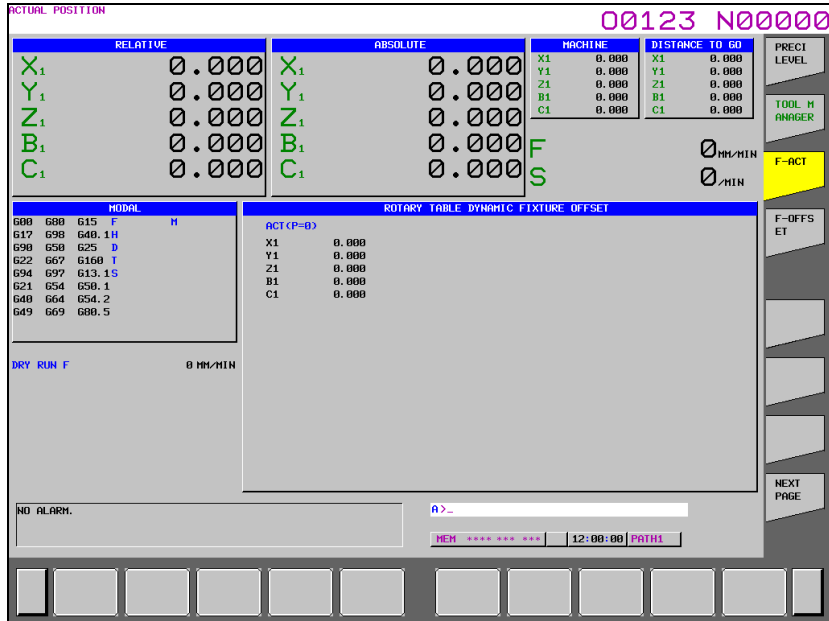 ACTUAL POSITION
O0123 N00000
RELATIVE
X1 0.000
Y1 0.000
Z1 0.000
B1 0.000
C1 0.000
ABSOLUTE
X1 0.000
Y1 0.000
Z1 0.000
B1 0.000
C1 0.000
MACHINE
X1 0.000
Y1 0.000
Z1 0.000
B1 0.000
C1 0.000
DISTANCE TO GO
X1 0.000
Y1 0.000
Z1 0.000
B1 0.000
C1 0.000
F 0 MM/MIN
S 0 /MIN
MODAL
G00 G80 G15 F M
G17 G98 G40.1 H
G90 G50 G25 D
G22 G67 G160 T
G94 G97 G13.1 S
G21 G54 G50.1
G40 G64 G54.2
G49 G69 G80.5
DRY RUN F 0 MM/MIN
ROTARY TABLE DYNAMIC FIXTURE OFFSET
ACT(P=0)
X1 0.000
Y1 0.000
Z1 0.000
B1 0.000
C1 0.000
NO ALARM.
A>_
MEM **** *** *** 12:00:00 PATH1
PRECI
LEVEL
TOOL M
ANAGER
F-ACT
F-OFFS
ET
NEXT
PAGE